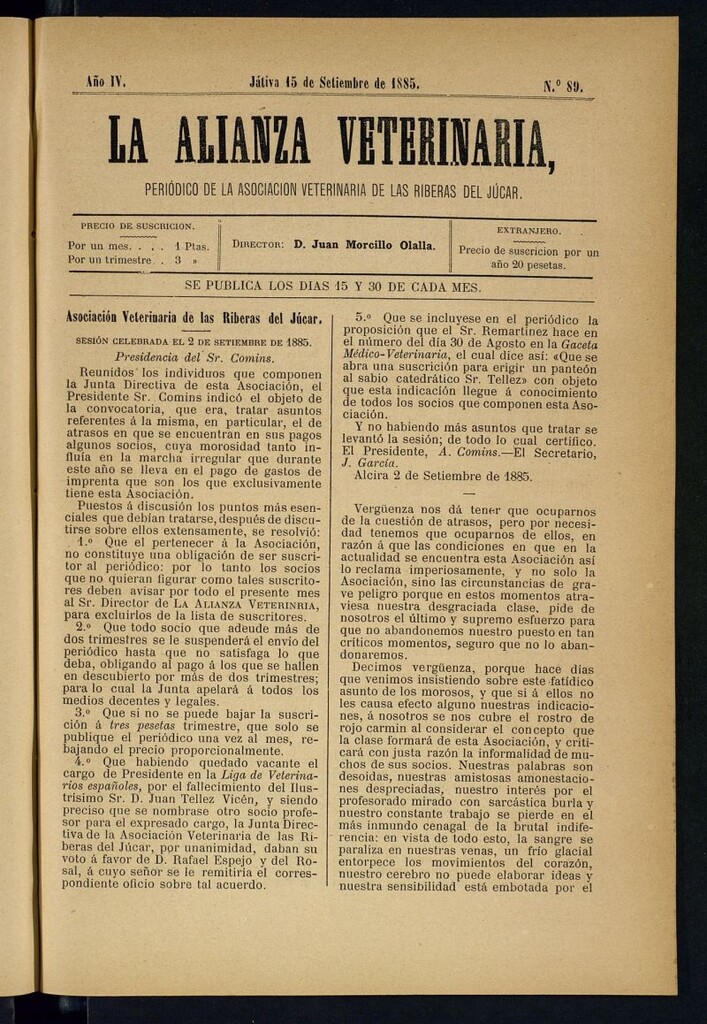 Año IV.
Játiva 15 de Setiembre de 1885.
N.º 89.
LA ALIANZA VETERINARIA,
PERIÓDICO DE LA ASOCIACION VETERINARIA DE LAS RIBERAS DEL JÚCAR.
PRECIO DE SUSCRICION.
Por un mes. . . . 1 Ptas.
Por un trimestre. . 3 »
DIRECTOR: D. Juan Morcillo Olalla.
EXTRANJERO.
Precio de suscricion por un
año 20 pesetas.
SE PUBLICA LOS DIAS 15 Y 30 DE CADA MES.
Asociación Veterinaria de las Riberas del Júcar.
SESIÓN CELEBRADA EL 2 DE SETIEMBRE DE 1885.
Presidencia del Sr. Comins.
Reunidos los individuos que componen
la Junta Directiva de esta Asociación, el
Presidente Sr. Comins indicó el objeto de
la convocatoria, que era, tratar asuntos
referentes á la misma, en particular, el de
atrasos en que se encuentran en sus pagos
algunos socios, cuya morosidad tanto in-
fluía en la marcha irregular que durante
este año se lleva en el pago de gastos de
imprenta que son los que exclusivamente
tiene esta Asociación.
Puestos á discusión los puntos más esen-
ciales que debían tratarse, después de discu-
tirse sobre ellos extensamente, se resolvió:
1.º Que el pertenecer á la Asociación,
no constituye una obligación de ser suscri-
tor al periódico: por lo tanto los socios
que no quieran figurar como tales suscrito-
res deben avisar por todo el presente mes
al Sr. Director de LA ALIANZA VETERINRIA,
para excluirlos de la lista de suscritores.
2.º Que todo socio que adeude más de
dos trimestres se le suspenderá el envio del
periódico hasta que no satisfaga lo que
deba, obligando al pago á los que se hallen
en descubierto por más de dos trimestres;
para lo cual la Junta apelará á todos los
medios decentes y legales.
3.º Que si no se puede bajar la suscri-
ción á tres pesetas trimestre, que solo se
publique el periódico una vez al mes, re-
bajando el precio proporcionalmente.
4.º Que habiendo quedado vacante el
cargo de Presidente en la Liga de Veterina-
rios españoles, por el fallecimiento del Ilus-
trísimo Sr. D. Juan Tellez Vicén, y siendo
preciso que se nombrase otro socio profe-
sor para el expresado cargo, la Junta Direc-
tiva de la Asociación Veterinaria de las Ri-
beras del Júcar, por unanimidad, daban su
voto á favor de D. Rafael Espejo y del Ro-
sal, á cuyo señor se le remitiría el corres-
pondiente oficio sobre tal acuerdo.
5.º Que se incluyese en el periódico la
proposición que el Sr. Remartinez hace en
el número del día 30 de Agosto en la Gaceta
Médico-Veterinaria, el cual dice así: «Que se
abra una suscrición para erigir un panteón
al sabio catedrático Sr. Tellez» con objeto
que esta indicación llegue á conocimiento
de todos los socios que componen esta Aso-
ciación.
Y no habiendo más asuntos que tratar se
levantó la sesión; de todo lo cual certifico.
El Presidente, A. Comins.—El Secretario,
J. García.
Alcira 2 de Setiembre de 1885.
Vergüenza nos dá tener que ocuparnos
de la cuestión de atrasos, pero por necesi-
dad tenemos que ocuparnos de ellos, en
razón á que las condiciones en que en la
actualidad se encuentra esta Asociación así
lo reclama imperiosamente, y no solo la
Asociación, sino las circunstancias de gra-
ve peligro porque en estos momentos atra-
viesa nuestra desgraciada clase, pide de
nosotros el último y supremo esfuerzo para
que no abandonemos nuestro puesto en tan
críticos momentos, seguro que no lo aban-
donaremos.
Decimos vergüenza, porque hace días
que venimos insistiendo sobre este fatídico
asunto de los morosos, y que si á ellos no
les causa efecto alguno nuestras indicacio-
nes, á nosotros se nos cubre el rostro de
rojo carmin al considerar el concepto que
la clase formará de esta Asociación, y criti-
cará con justa razón la informalidad de mu-
chos de sus socios. Nuestras palabras son
desoidas, nuestras amistosas amonestacio-
nes despreciadas, nuestro interés por el
profesorado mirado con sarcástica burla y
nuestro constante trabajo se pierde en el
más inmundo cenagal de la brutal indife-
rencia: en vista de todo esto, la sangre se
paraliza en nuestras venas, un frío glacial
entorpece los movimientos del corazón,
nuestro cerebro no puede elaborar ideas y
nuestra sensibilidad está embotada por el